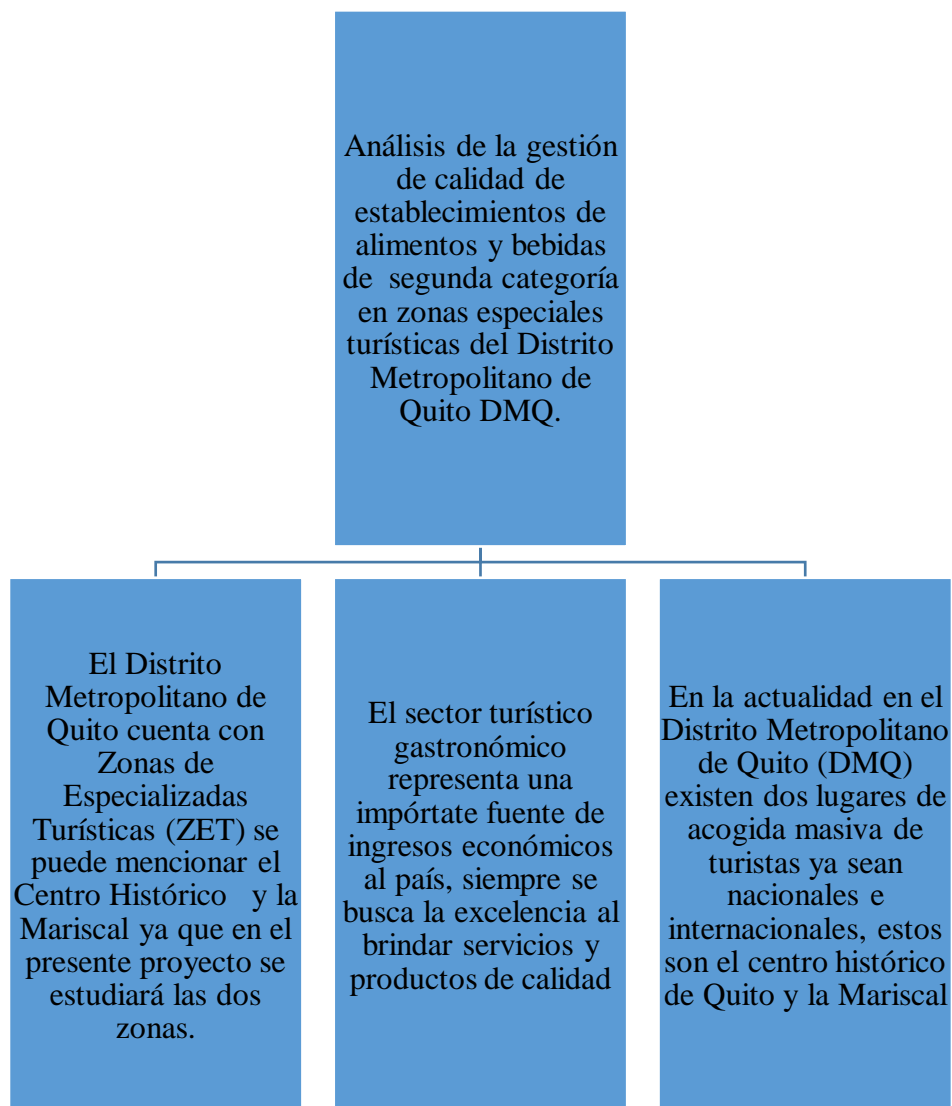 Análisis de la gestión
de calidad de
establecimientos de
alimentos y bebidas
de  segunda categoría
en zonas especiales
turísticas del Distrito
Metropolitano de
Quito DMQ.
El Distrito
Metropolitano de
Quito cuenta con
Zonas de
Especializadas
Turísticas (ZET) se
puede mencionar el
Centro Histórico   y la
Mariscal ya que en el
presente proyecto se
estudiará las dos
zonas.
El sector turístico
gastronómico
representa una
impórtate fuente de
ingresos económicos
al país, siempre se
busca la excelencia al
brindar servicios y
productos de calidad
En la actualidad en el
Distrito Metropolitano
de Quito (DMQ)
existen dos lugares de
acogida masiva de
turistas ya sean
nacionales e
internacionales, estos
son el centro histórico
de Quito y la Mariscal